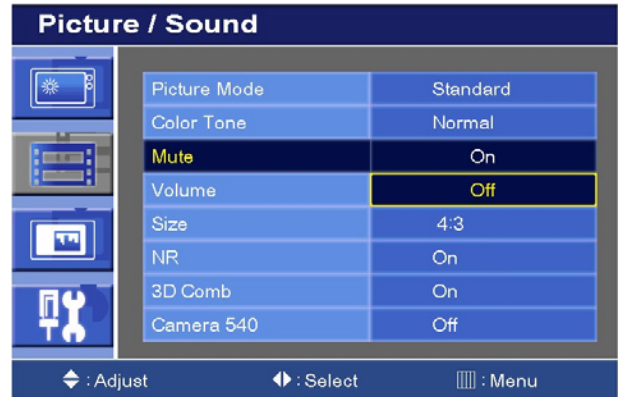 Picture / Sound
Picture Mode Standard
Color Tone Normal
Mute On
Volume Off
Size 4:3
NR On
3D Comb On
Camera 540 Off
: Adjust : Select : Menu